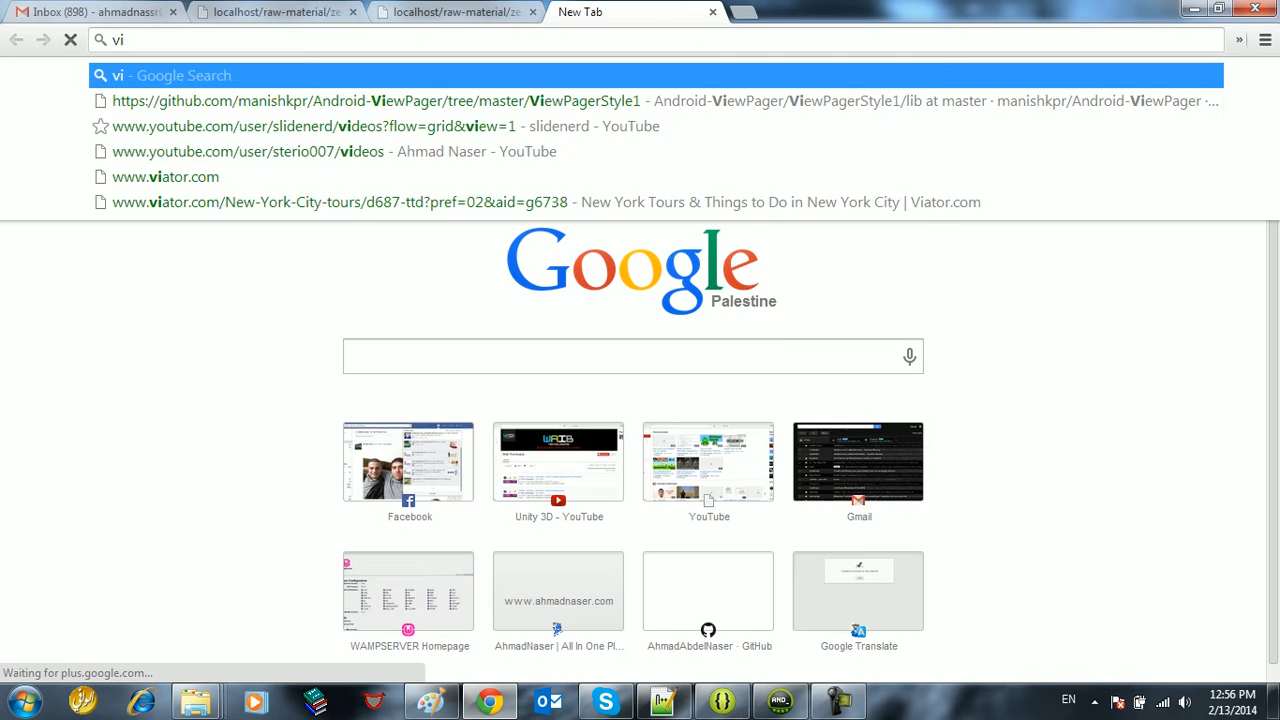 Inbox (898) - ahmadnassr@
localhost/raw-material/ze
localhost/raw-material/ze
New Tab
vi
vi - Google Search
https://github.com/manishkpr/Android-ViewPager/tree/master/ViewPagerStyle1 - Android-ViewPager/ViewPagerStyle1/lib at master · manishkpr/Android-ViewPager ·...
www.youtube.com/user/slidenerd/videos?flow=grid&view=1 - slidenerd - YouTube
www.youtube.com/user/sterio007/videos - Ahmad Naser - YouTube
www.viator.com
www.viator.com/New-York-City-tours/d687-ttd?pref=02&aid=g6738 - New York Tours & Things to Do in New York City | Viator.com
Google
Palestine
WAIB
Facebook
Unity 3D - YouTube
YouTube
Gmail
www.ahmadnaser.com
WAMPSERVER Homepage
AhmadNaser | All In One Pl...
AhmadAbdelNaser · GitHub
Google Translate
Waiting for plus.google.com...
EN
12:56 PM
2/13/2014